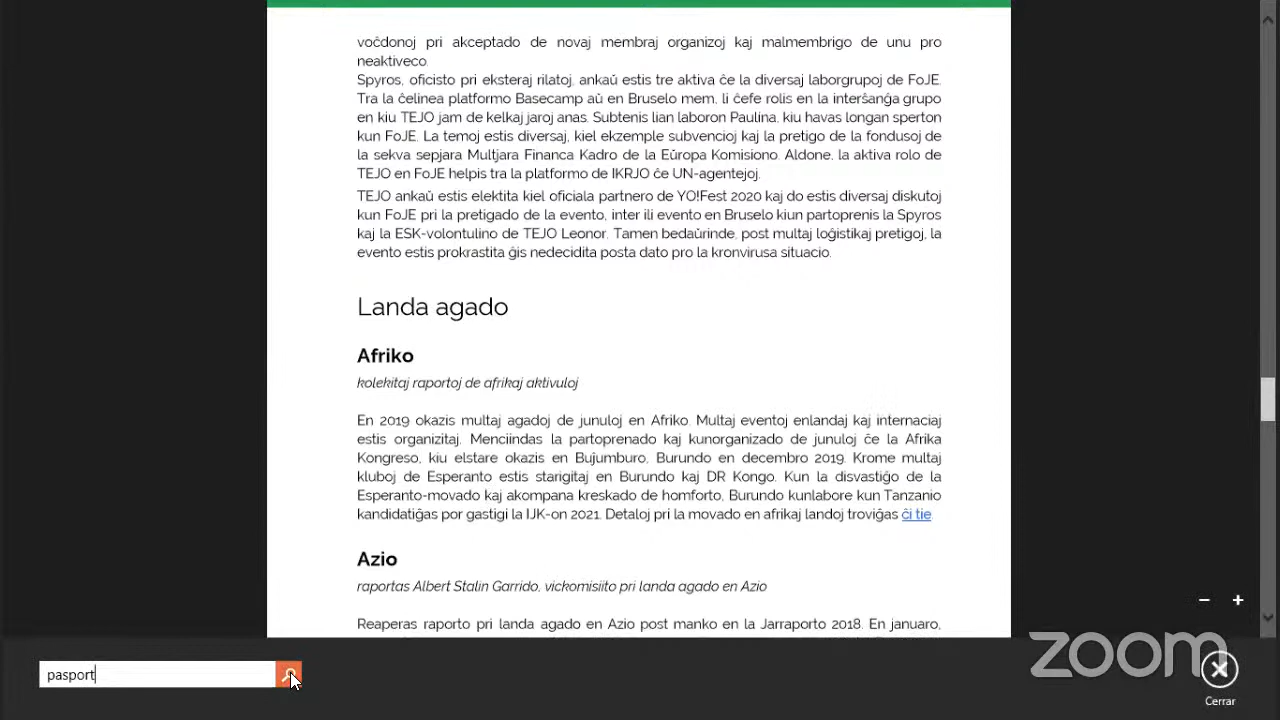 voĉdonoj pri akceptado de novaj membraj organizoj kaj malmembrigo de unu pro
neaktiveco.
Spyros, oficisto pri eksteraj rilatoj, ankaŭ estis tre aktiva ĉe la diversaj laborgrupoj de FoJE.
Tra la ĉelinea platformo Basecamp aŭ en Bruselo mem, li ĉefe rolis en la interŝanĝa grupo
en kiu TEJO jam de kelkaj jaroj anas. Subtenis lian laboron Paulina, kiu havas longan sperton
kun FoJE. La temoj estis diversaj, kiel ekzemple subvencioj kaj la pretigo de la fondusoj de
la sekva sepjara Multjara Financa Kadro de la Eŭropa Komisiono. Aldone, la aktiva rolo de
TEJO en FoJE helpis tra la platformo de IKRJO ĉe UN-agentejoj.
TEJO ankaŭ estis elektita kiel oficiala partnero de YO!Fest 2020 kaj do estis diversaj diskutoj
kun FoJE pri la pretigado de la evento, inter ili evento en Bruselo kiun partoprenis la Spyros
kaj la ESK-volontulino de TEJO Leonor. Tamen bedaŭrinde, post multaj loĝistikaj pretigoj, la
evento estis prokrastita ĝis nedecidita posta dato pro la kronvirusa situacio.
Landa agado
Afriko
kolekitaj raportoj de afrikaj aktivuloj
En 2019 okazis multaj agadoj de junuloj en Afriko. Multaj eventoj enlandaj kaj internaciaj
estis organizitaj. Menciindas la partoprenado kaj kunorganizado de junuloj ĉe la Afrika
Kongreso, kiu elstare okazis en Bujumburo, Burundo en decembro 2019. Krome multaj
kluboj de Esperanto estis starigitaj en Burundo kaj DR Kongo. Kun la disvastiĝo de la
Esperanto-movado kaj akompana kreskado de homforto, Burundo kunlabore kun Tanzanio
kandidatiĝas por gastigi la IJK-on 2021. Detaloj pri la movado en afrikaj landoj troviĝas ĉi tie.
Azio
raportas Albert Stalin Garrido, vickomisiito pri landa agado en Azio
Reaperas raporto pri landa agado en Azio post manko en la Jarraporto 2018. En januaro,
pasport
zoom
Cerrar